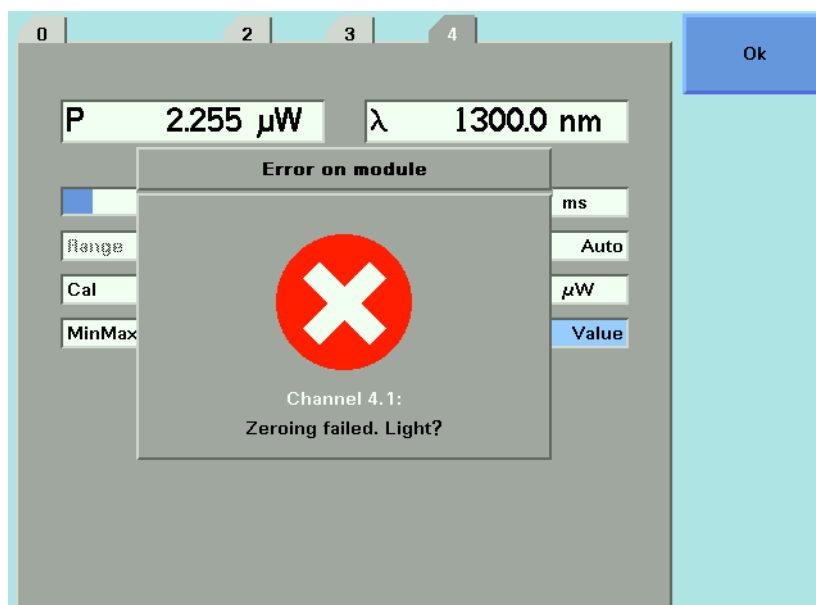 0 2 3 4
Ok
P 2.255 µW λ 1300.0 nm
Error on module
ms
Range Auto
Cal µW
MinMax Value
Channel 4.1:
Zeroing failed. Light?